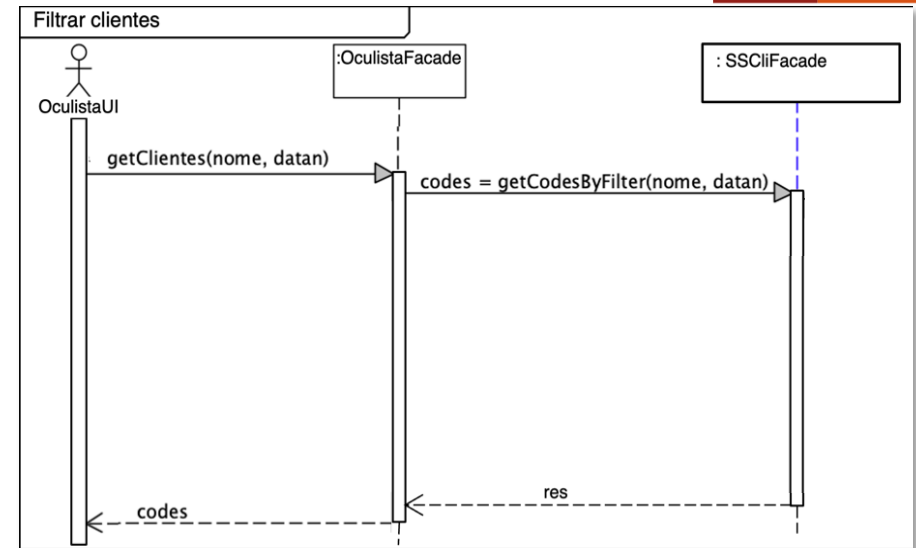 Filtrar clientes
OculistaUI
:OculistaFacade
: SSCliFacade
getClientes(nome, datan)
codes = getCodesByFilter(nome, datan)
res
codes